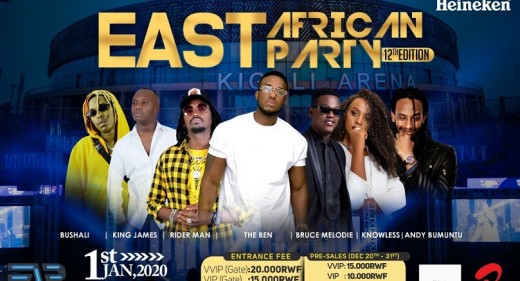 Heineken
EAST AFRICAN PARTY
12THEDITION
KIGALI ARENA
BUSHALI | KING JAMES | RIDER MAN | THE BEN | BRUCE MELODIE | KNOWLESS | ANDY BUMUNTU
1st >>>>>
JAN,2020
ENTRANCE FEE
VVIP (Gate):20.000RWF
VIP (Gate) :15.000RWF
PRE-SALES (DEC 20TH - 31ST)
VVIP: 15.000RWF
VIP : 10.000RWF
EAP